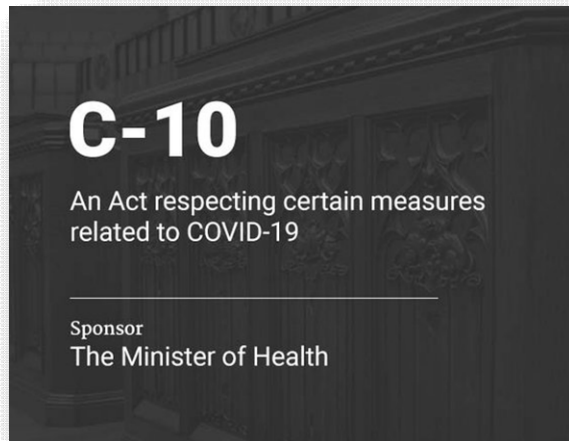 C-10
An Act respecting certain measures
related to COVID-19
Sponsor
The Minister of Health